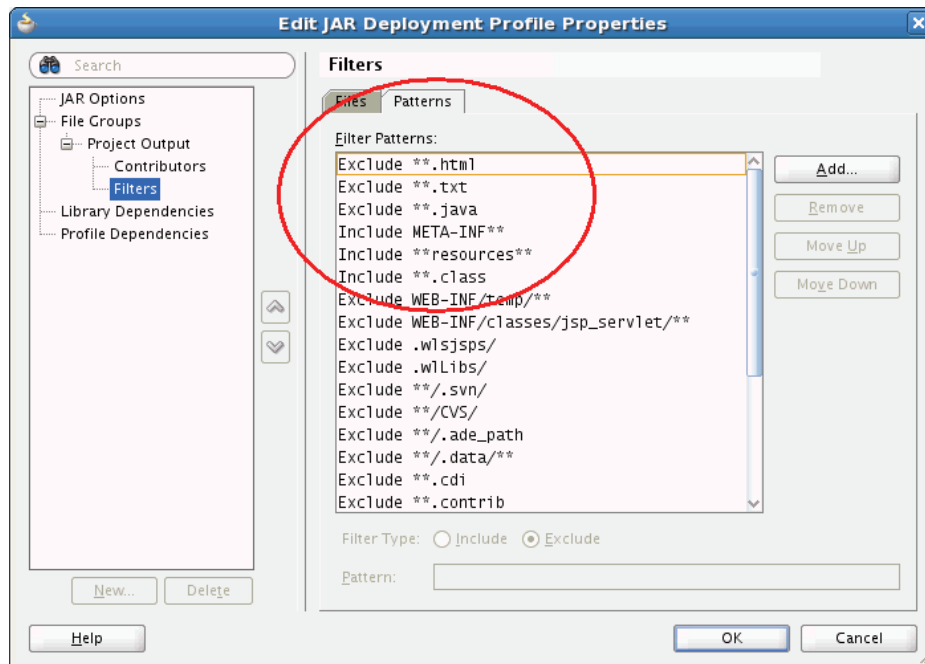 Edit JAR Deployment Profile Properties
Search
JAR Options
File Groups
Project Output
Contributors
Filters
Library Dependencies
Profile Dependencies
New...
Delete
Filters
Files
Patterns
Filter Patterns:
Exclude **.html
Exclude **.txt
Exclude **.java
Include META-INF**
Include **resources**
Include **.class
Exclude WEB-INF/temp/**
Exclude WEB-INF/classes/jsp_servlet/**
Exclude .wlsjsps/
Exclude .wlLibs/
Exclude **/.svn/
Exclude **/CVS/
Exclude **/.ade_path
Exclude **/.data/**
Exclude **.cdi
Exclude **.contrib
Add...
Remove
Move Up
Move Down
Filter Type: Include Exclude
Pattern:
Help
OK
Cancel